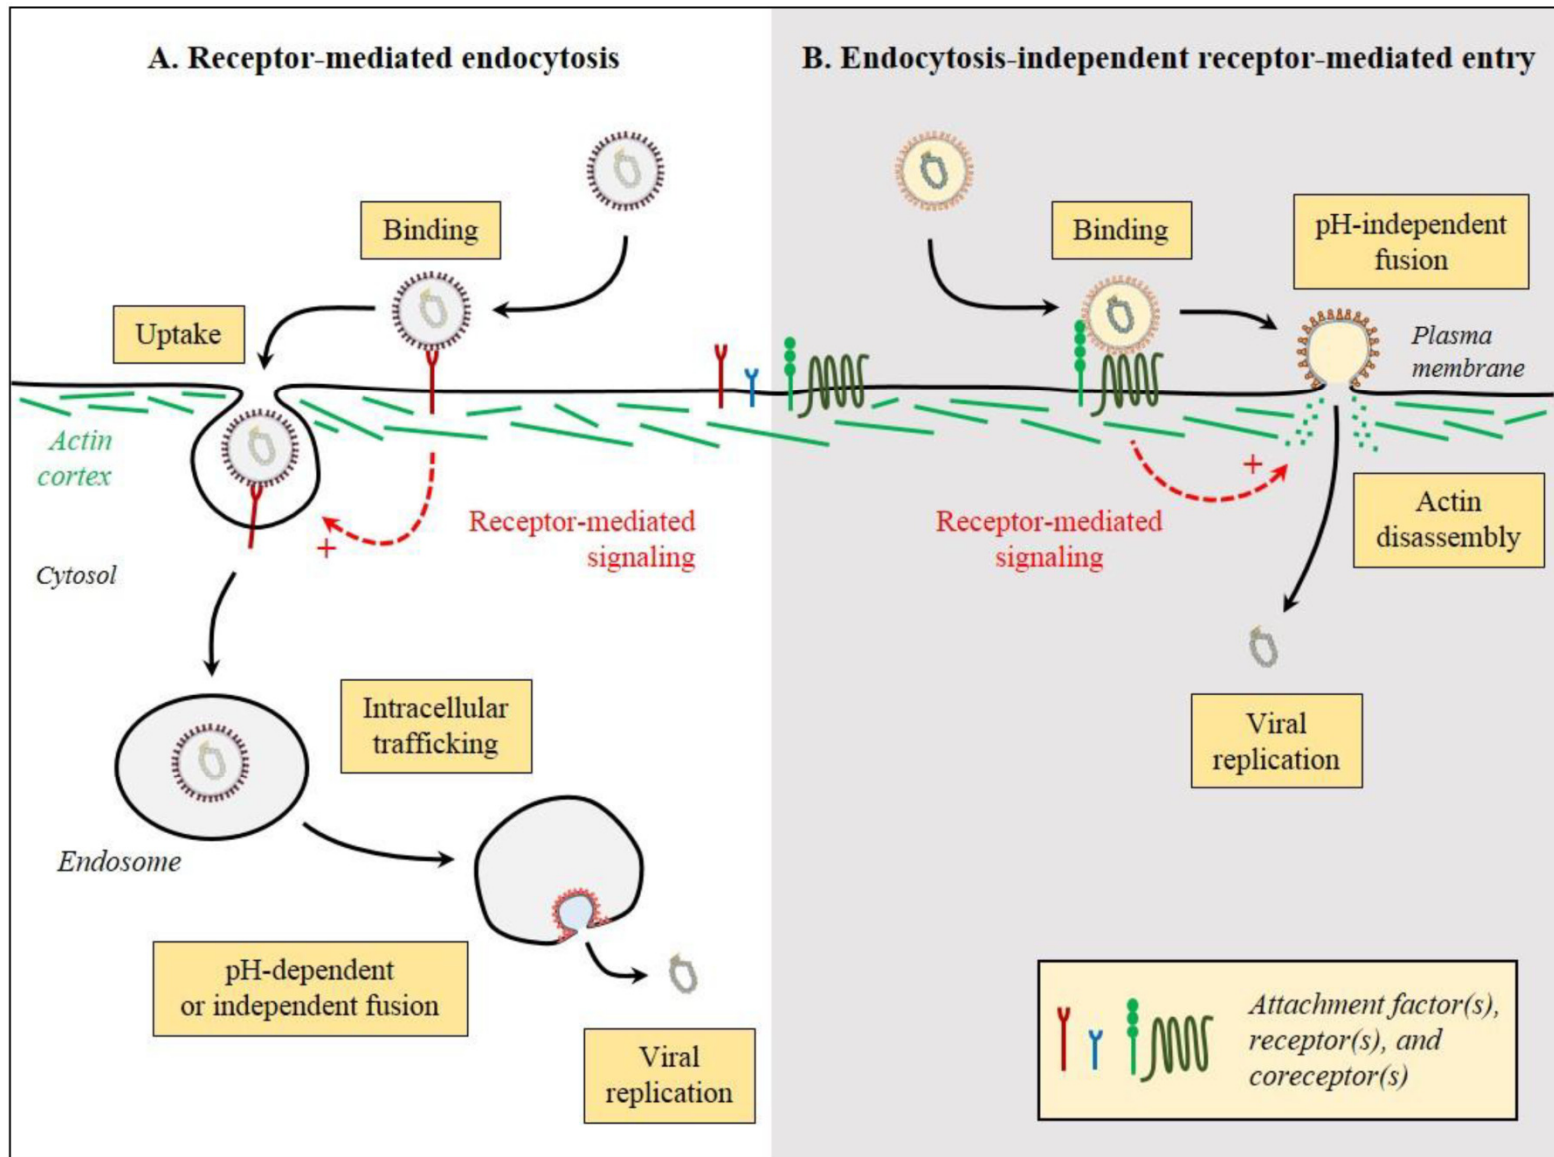 A. Receptor-mediated endocytosis
Binding
Uptake
Actin
cortex
Receptor-mediated
signaling
+
Cytosol
Intracellular
trafficking
Endosome
pH-dependent
or independent fusion
Viral
replication
B. Endocytosis-independent receptor-mediated entry
Binding
pH-independent
fusion
Plasma
membrane
+
Receptor-mediated
signaling
Actin
disassembly
Viral
replication
Attachment factor(s),
receptor(s), and
coreceptor(s)